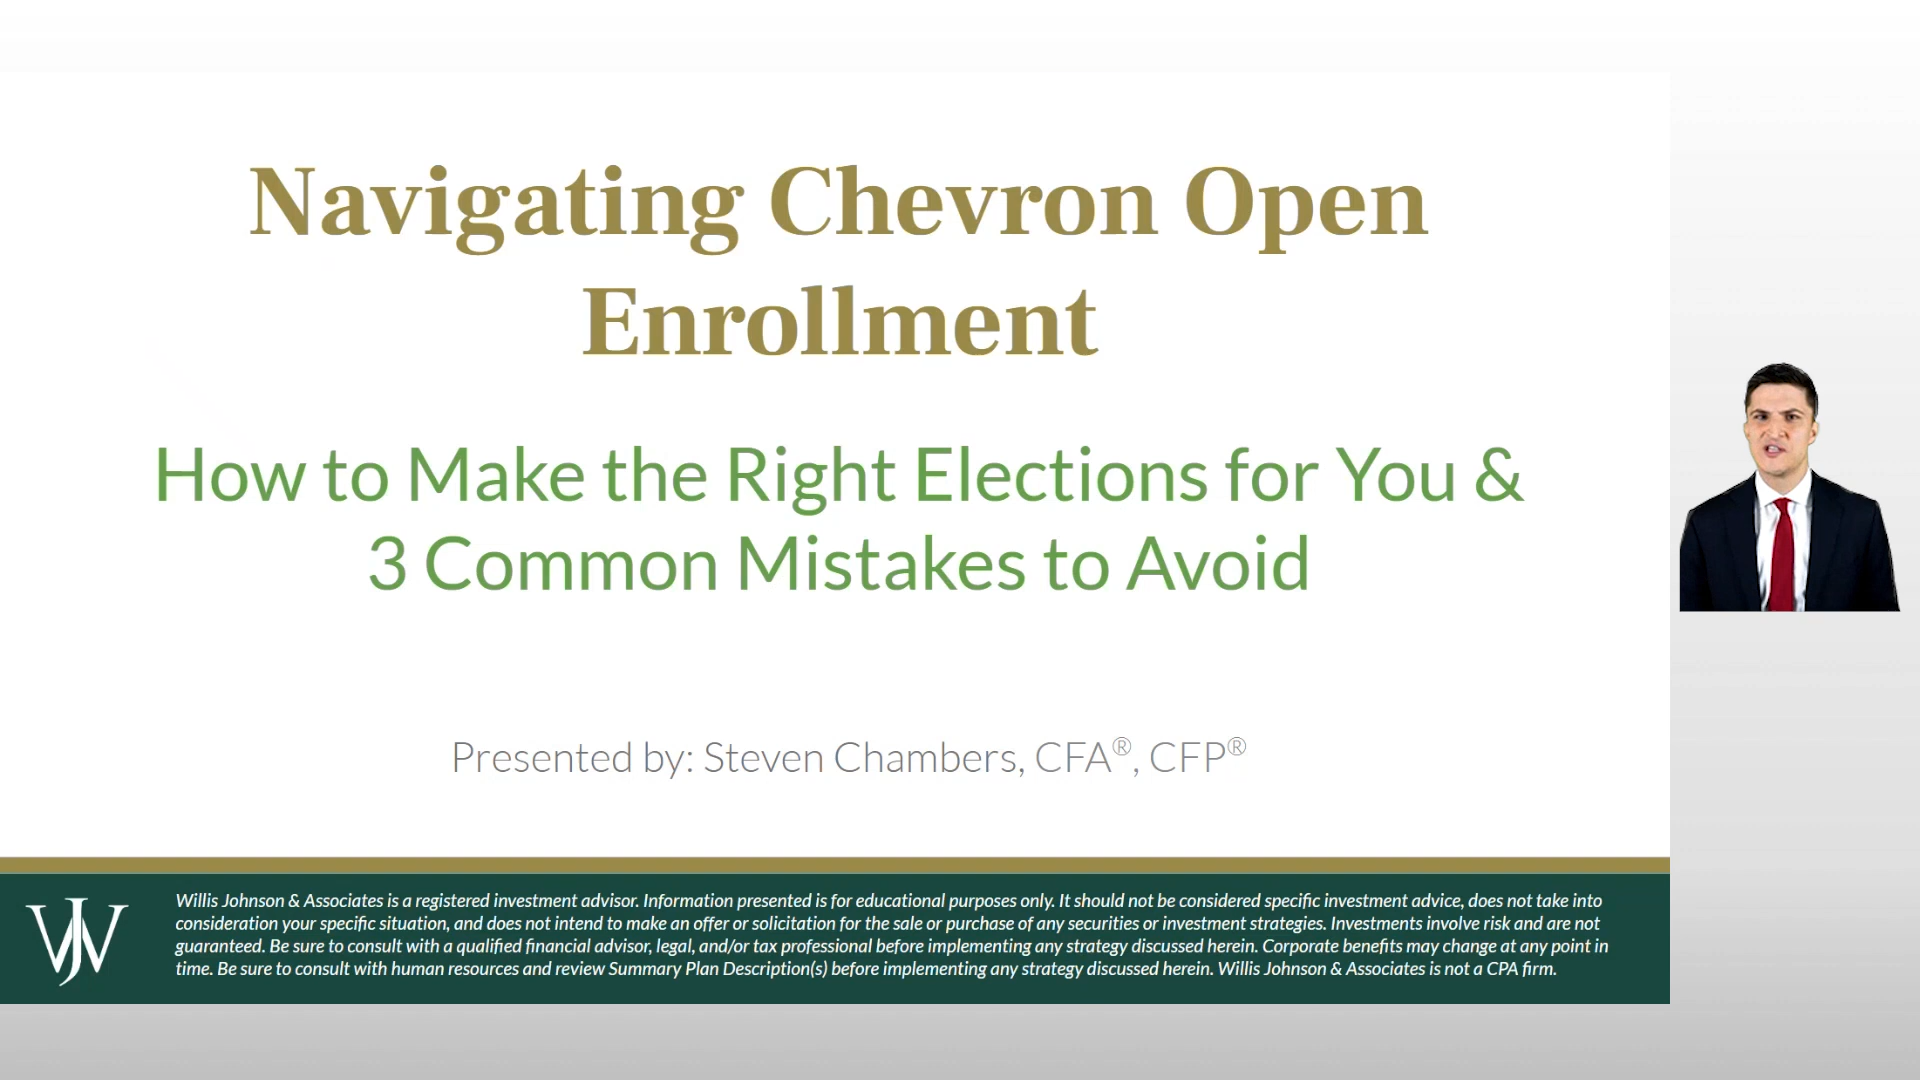 Navigating Chevron Open
Enrollment
How to Make the Right Elections for You &
3 Common Mistakes to Avoid
Presented by: Steven Chambers, CFA®, CFP®
WJ
Willis Johnson & Associates is a registered investment advisor. Information presented is for educational purposes only. It should not be considered specific investment advice, does not take into
consideration your specific situation, and does not intend to make an offer or solicitation for the sale or purchase of any securities or investment strategies. Investments involve risk and are not
guaranteed. Be sure to consult with a qualified financial advisor, legal, and/or tax professional before implementing any strategy discussed herein. Corporate benefits may change at any point in
time. Be sure to consult with human resources and review Summary Plan Description(s) before implementing any strategy discussed herein. Willis Johnson & Associates is not a CPA firm.